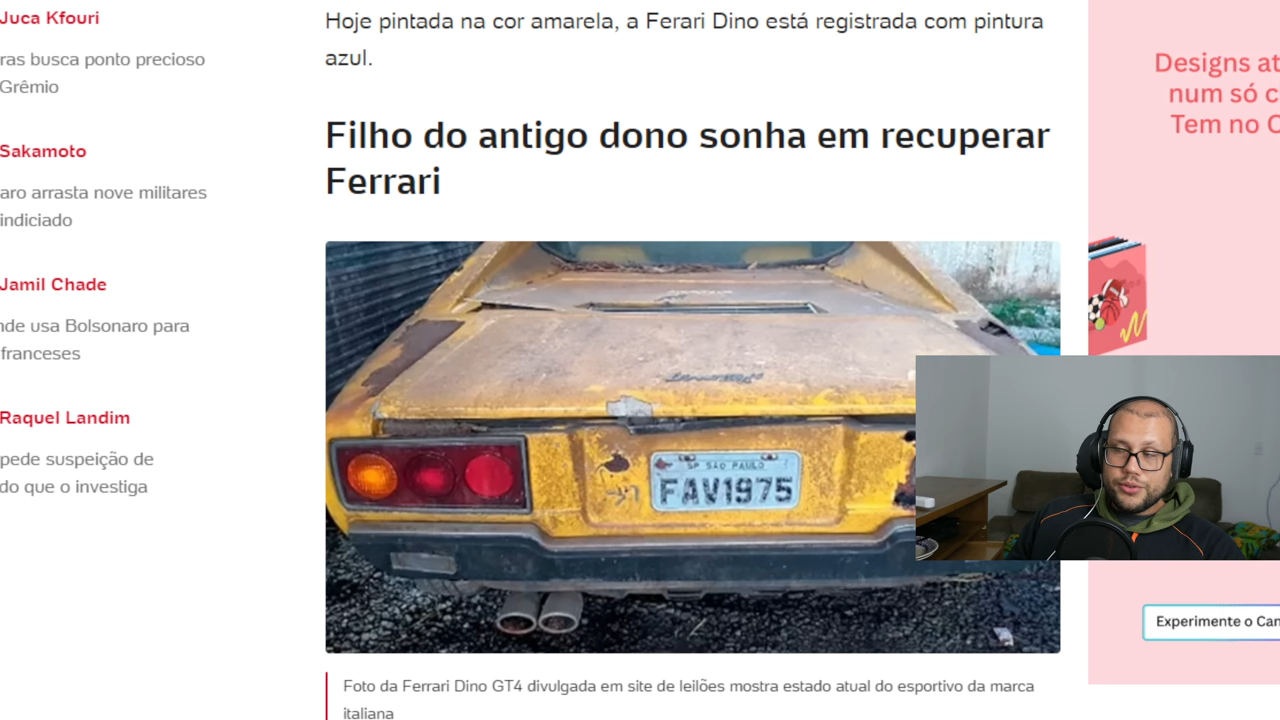 Juca Kfouri
ras busca ponto precioso
Grêmio
Sakamoto
aro arrasta nove militares
indiciado
Jamil Chade
nde usa Bolsonaro para
franceses
Raquel Landim
pede suspeição de
do que o investiga
Hoje pintada na cor amarela, a Ferari Dino está registrada com pintura
azul.
Filho do antigo dono sonha em recuperar
Ferrari
SP SÃO PAULO
FAV1975
Foto da Ferrari Dino GT4 divulgada em site de leilões mostra estado atual do esportivo da marca
italiana
Designs at
num só c
Tem no C
Experimente o Can